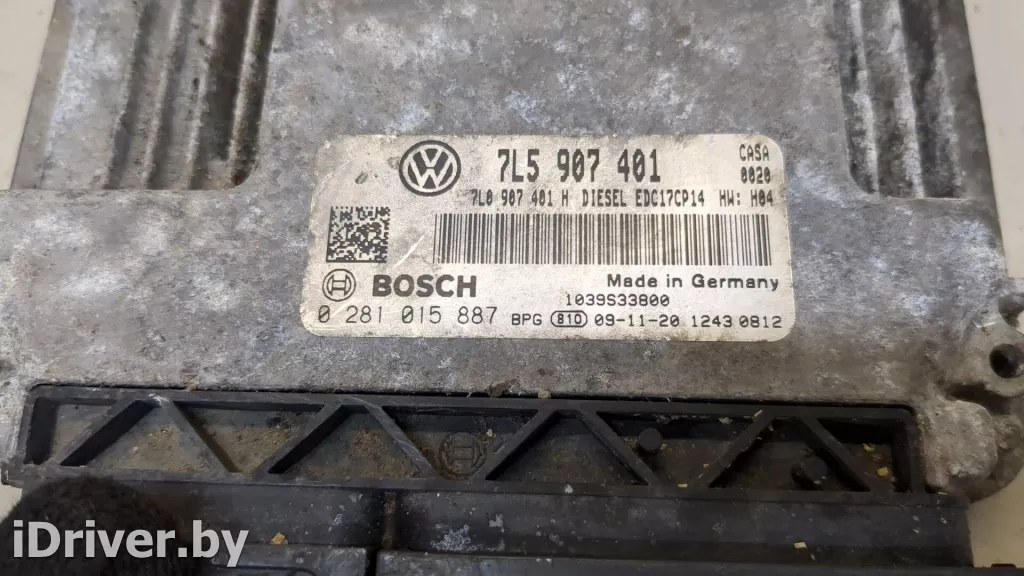 7L5 907 401
CASA
0020
7L0 907 401 H DIESEL EDC17CP14 HW: H04
BOSCH
Made in Germany
1039S33800
0 281 015 887 BPG 810 09-11-20 1243 0812
iDriver.by